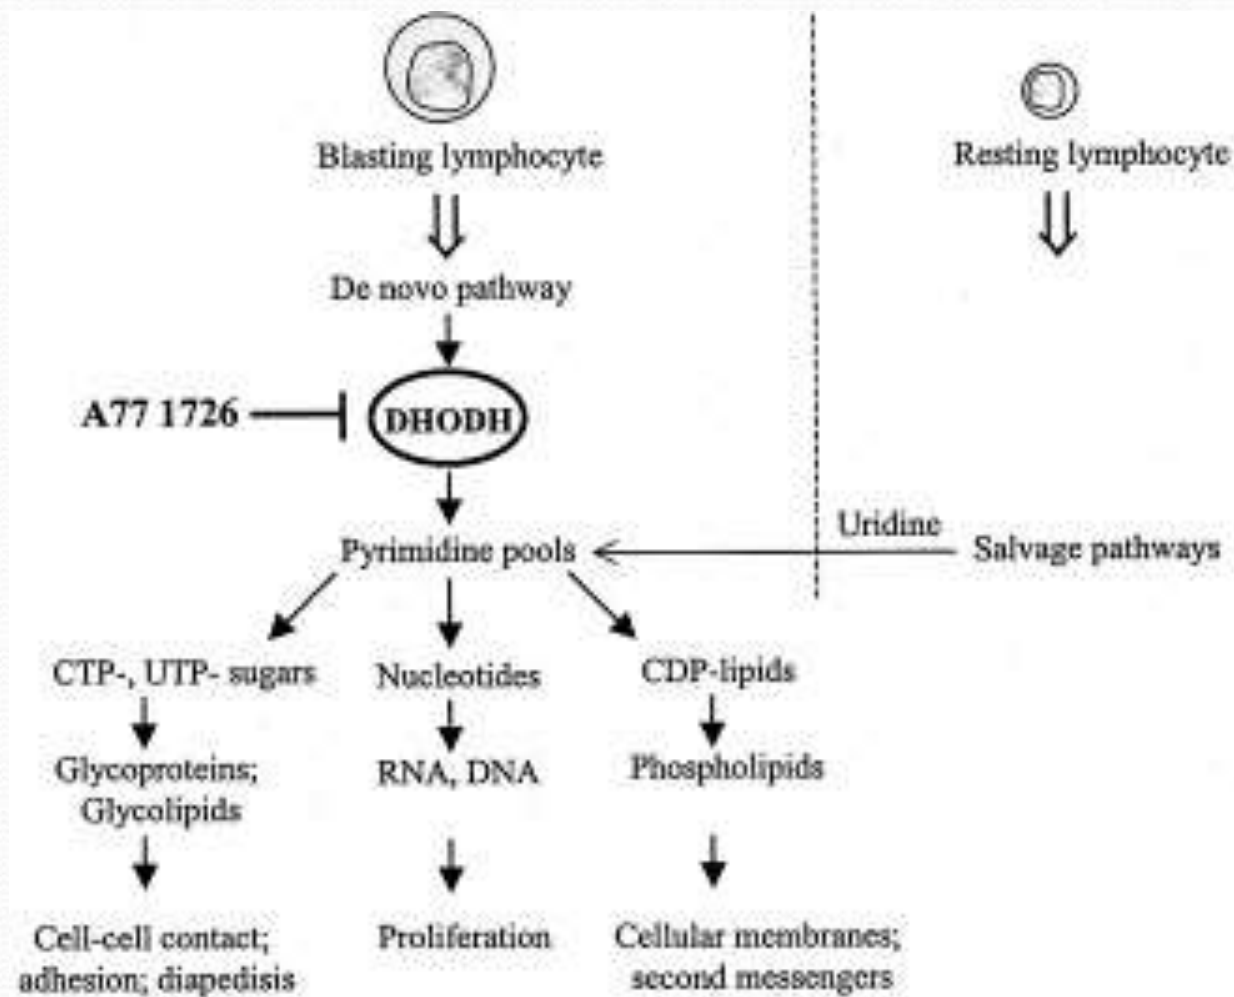 Blasting lymphocyte
Resting lymphocyte
De novo pathway
A77 1726
DHODH
Pyrimidine pools
Uridine
Salvage pathways
CTP-, UTP- sugars
Nucleotides
CDP-lipids
Glycoproteins;
Glycolipids
RNA, DNA
Phospholipids
Cell-cell contact;
adhesion; diapedisis
Proliferation
Cellular membranes;
second messengers